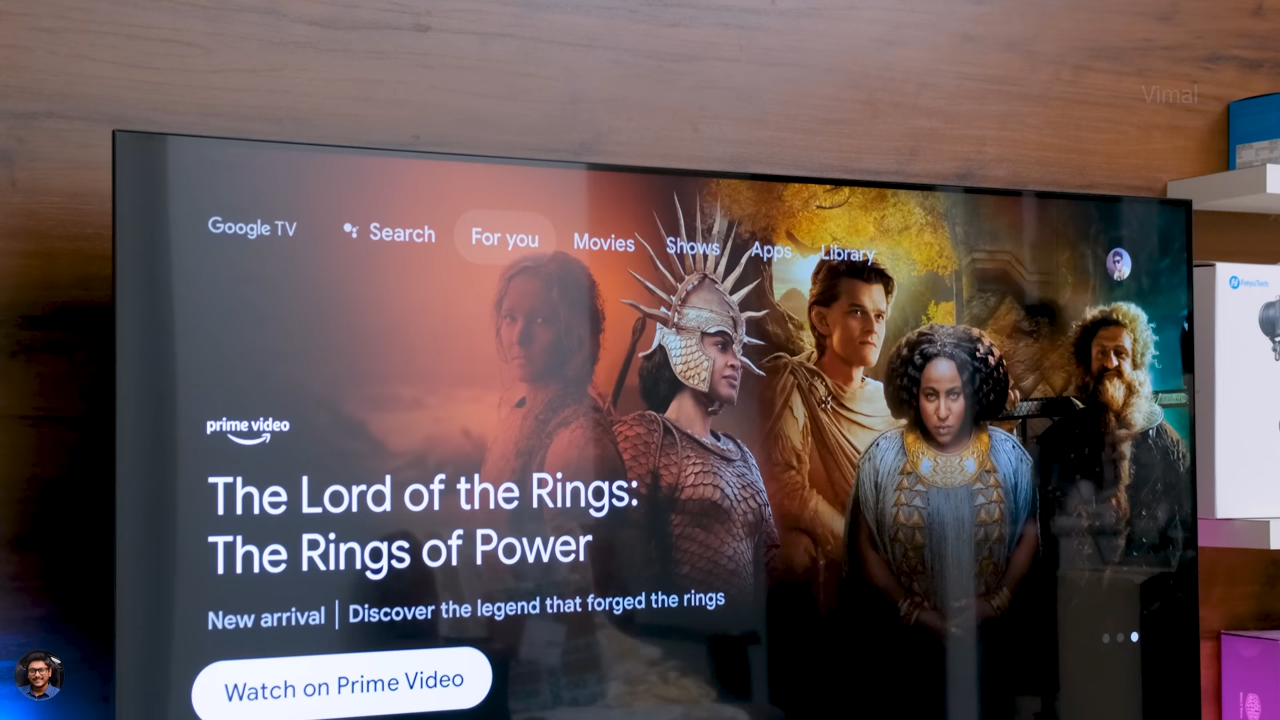 Vimal
Google TV
Search
For you
Movies
Shows
Apps
Library
prime video
The Lord of the Rings:
The Rings of Power
New arrival | Discover the legend that forged the rings
Watch on Prime Video